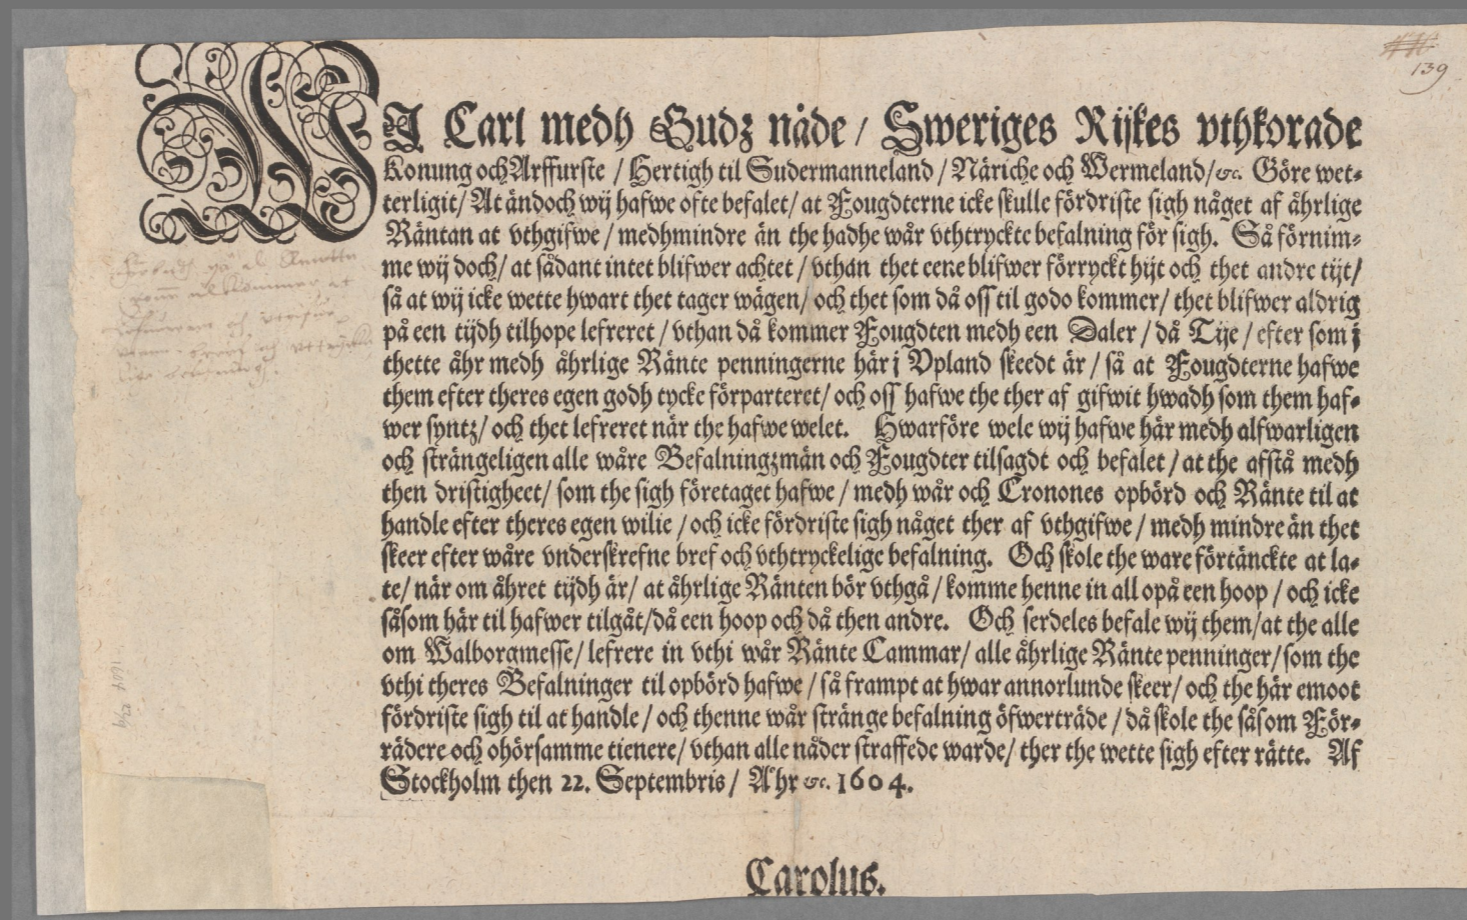 139
WJ Carl medh Gudz nåde / Sweriges Rijkes vthkorade
Konung och Arffurste / Hertigh til Sudermanneland / Näriche och Wermeland/ &c. Göre wet-
terligit/ At ändoch wij hafwe ofte befalet/ at Fougdterne icke skulle fördriste sigh någet af åhrlige
Räntan at vthgifwe / medhmindre än the hadhe wår vthtryckte befalning för sigh. Så förnim-
me wij doch/ at sådant intet blifwer achtet / vthan thet eene blifwer förryckt hijt och thet andre tijt/
så at wij icke wette hwart thet tager wägen/ och thet som då oss til godo kommer/ thet blifwer aldrig
på een tijdh tilhope lefreret / vthan då kommer Fougdten medh een Daler / då Tije / efter som j
thette åhr medh åhrlige Ränte penningerne här j Vpland skeedt är / så at Fougdterne hafwe
them efter theres egen godh tycke förparteret/ och oss hafwe the ther af gifwit hwadh som them haf-
wer syntz/ och thet lefreret när the hafwe welet. Hwarföre wele wij hafwe här medh alfwarligen
och strängeligen alle wåre Befalningzmän och Fougdter tilsagdt och befalet / at the afstå medh
then dristigheet/ som the sigh företaget hafwe / medh wår och Cronones opbörd och Ränte til at
handle efter theres egen wilie / och icke fördriste sigh någet ther af vthgifwe / medh mindre än thet
skeer efter wåre vnderskrefne bref och vthtryckelige befalning. Och skole the ware förtänckte at la-
te/ när om åhret tijdh är/ at åhrlige Ränten bör vthgå / komme henne in all opå een hoop / och icke
såsom här til hafwer tilgåt/då een hoop och då then andre. Och serdeles befale wij them/at the alle
om Walborgmesse/ lefrere in vthi wår Ränte Cammar/ alle åhrlige Ränte penninger/som the
vthi theres Befalninger til opbörd hafwe / så frampt at hwar annorlunde skeer/ och the här emoot
fördriste sigh til at handle / och thenne wår stränge befalning öfwerträde / då skole the såsom För-
rädere och ohörsamme tienere/ vthan alle nåder straffede warde/ ther the wette sigh efter rätte. Af
Stockholm then 22. Septembris / Åhr &c. 1604.
Carolus.